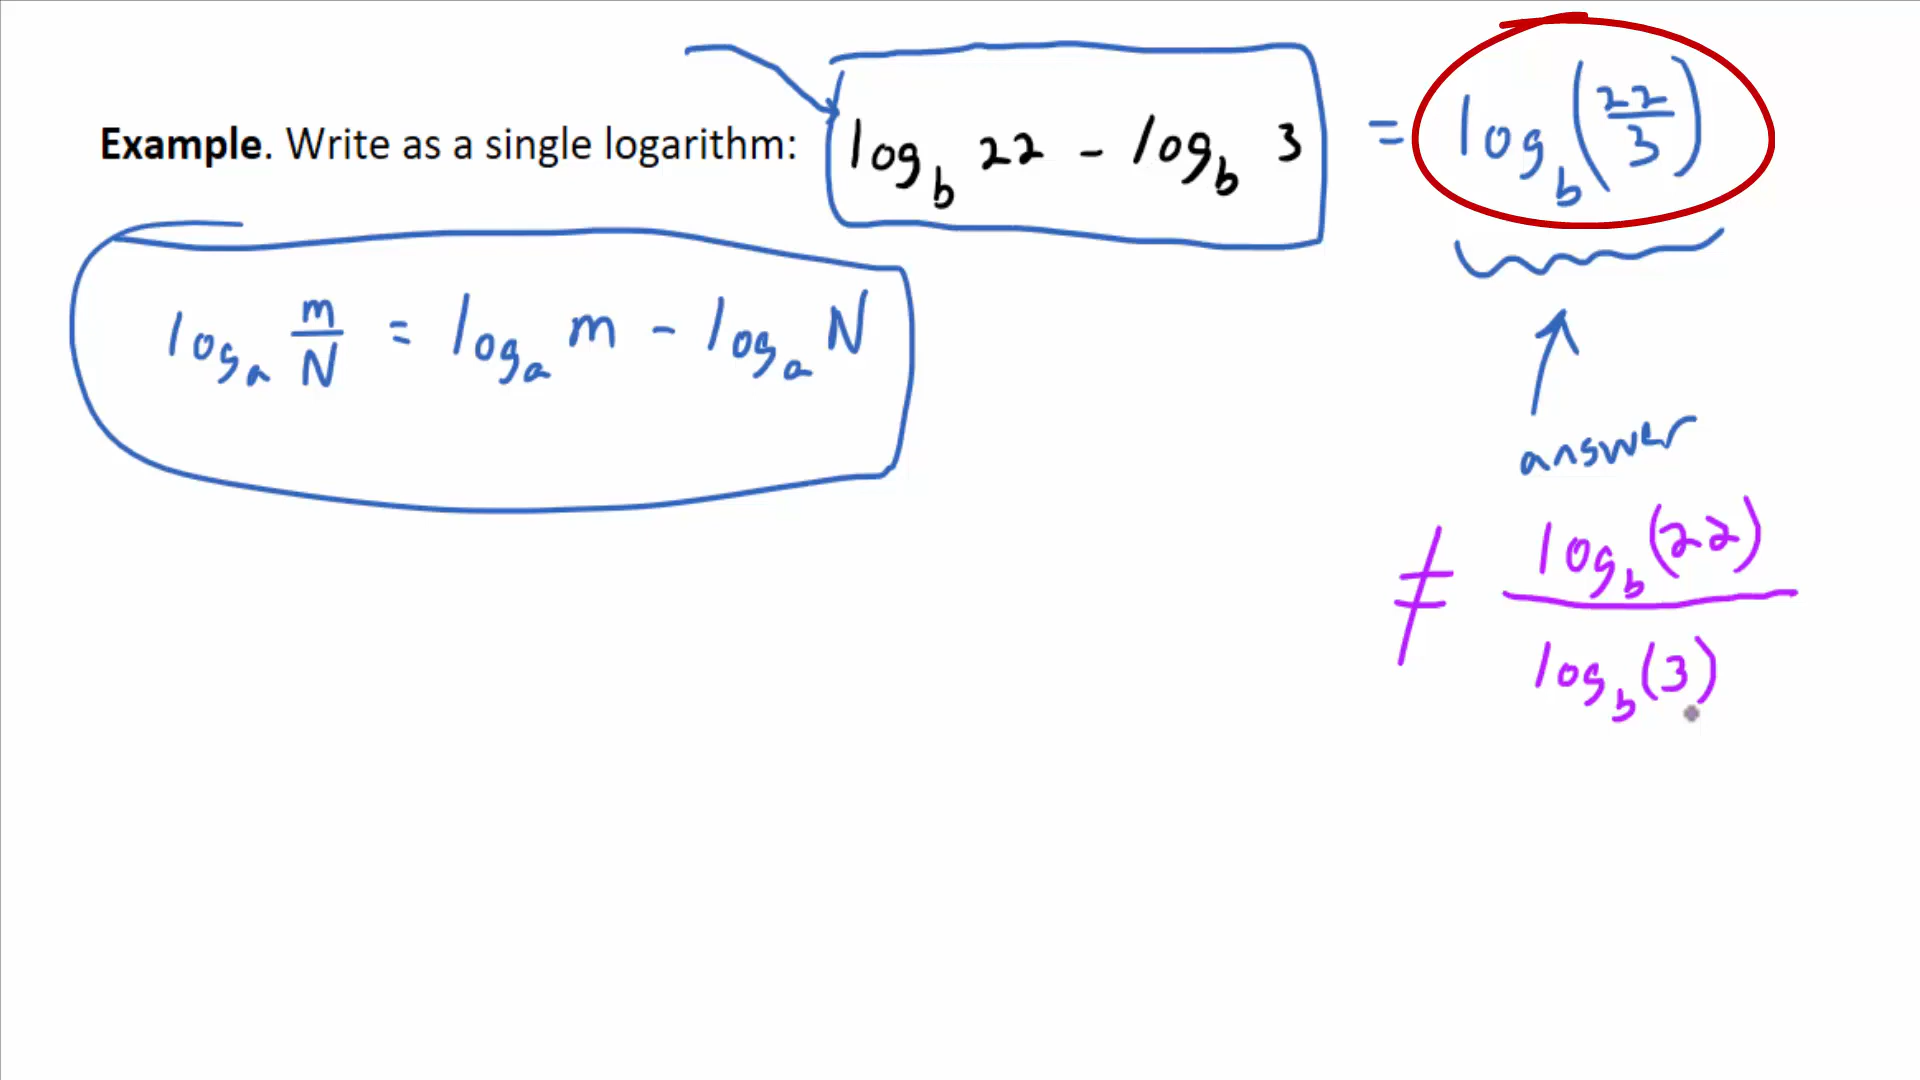 Example. Write as a single logarithm: log_b 22 - log_b 3 = log_b (22/3)
log_a m/N = log_a m - log_a N
answer
≠ log_b (22) / log_b (3)